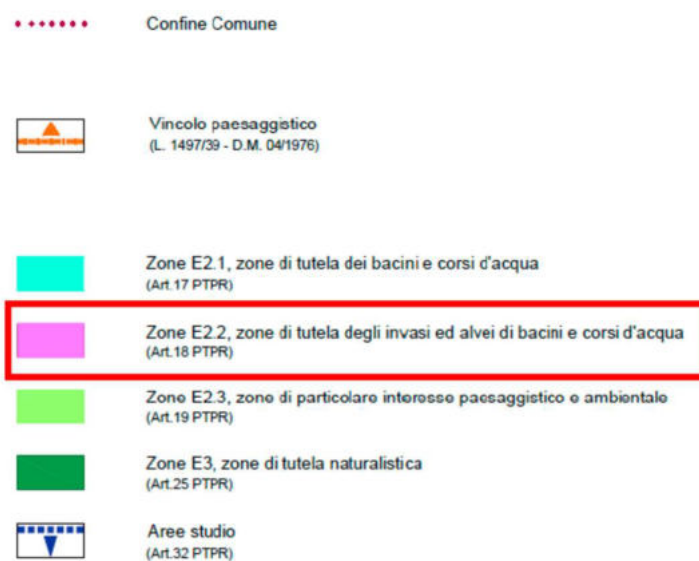 Confine Comune
Vincolo paesaggistico
(L. 1497/39 - D.M. 04/1976)
Zone E2.1, zone di tutela dei bacini e corsi d'acqua
(Art.17 PTPR)
Zone E2.2, zone di tutela degli invasi ed alvei di bacini e corsi d'acqua
(Art.18 PTPR)
Zone E2.3, zone di particolare interesse paesaggistico e ambientale
(Art.19 PTPR)
Zone E3, zone di tutela naturalistica
(Art.25 PTPR)
Aree studio
(Art.32 PTPR)